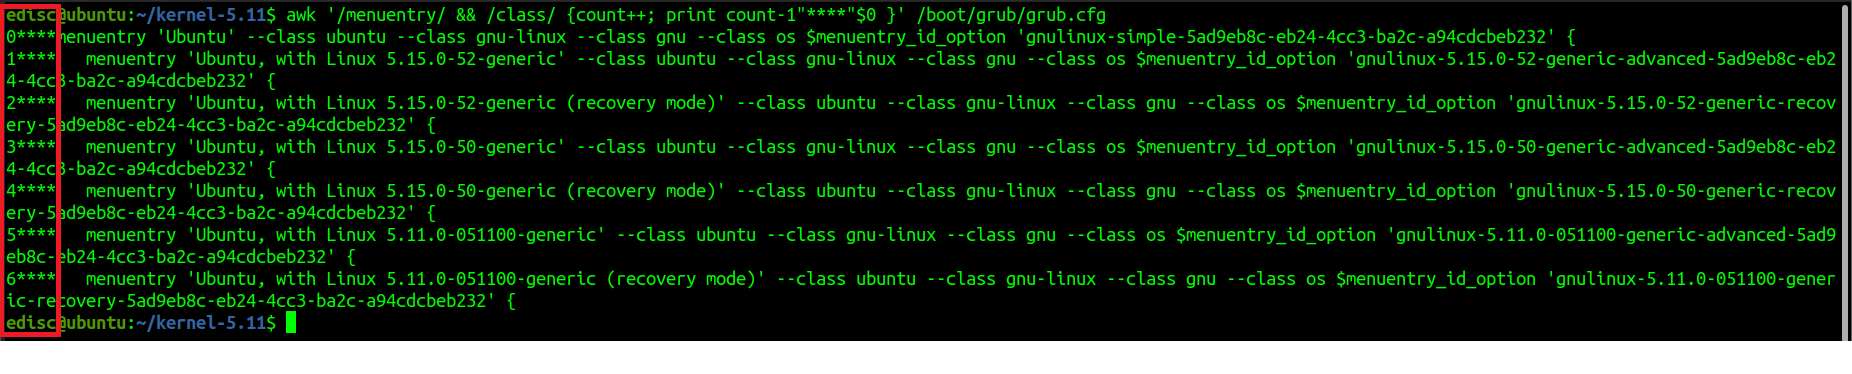 edisc@ubuntu:~/kernel-5.11$ awk '/menuentry/ && /class/ {count++; print count-1"****"$0 }' /boot/grub/grub.cfg
0****menuentry 'Ubuntu' --class ubuntu --class gnu-linux --class gnu --class os $menuentry_id_option 'gnulinux-simple-5ad9eb8c-eb24-4cc3-ba2c-a94cdcbeb232' {
1****   menuentry 'Ubuntu, with Linux 5.15.0-52-generic' --class ubuntu --class gnu-linux --class gnu --class os $menuentry_id_option 'gnulinux-5.15.0-52-generic-advanced-5ad9eb8c-eb2
4-4cc3-ba2c-a94cdcbeb232' {
2****   menuentry 'Ubuntu, with Linux 5.15.0-52-generic (recovery mode)' --class ubuntu --class gnu-linux --class gnu --class os $menuentry_id_option 'gnulinux-5.15.0-52-generic-recov
ery-5ad9eb8c-eb24-4cc3-ba2c-a94cdcbeb232' {
3****   menuentry 'Ubuntu, with Linux 5.15.0-50-generic' --class ubuntu --class gnu-linux --class gnu --class os $menuentry_id_option 'gnulinux-5.15.0-50-generic-advanced-5ad9eb8c-eb2
4-4cc3-ba2c-a94cdcbeb232' {
4****   menuentry 'Ubuntu, with Linux 5.15.0-50-generic (recovery mode)' --class ubuntu --class gnu-linux --class gnu --class os $menuentry_id_option 'gnulinux-5.15.0-50-generic-recov
ery-5ad9eb8c-eb24-4cc3-ba2c-a94cdcbeb232' {
5****   menuentry 'Ubuntu, with Linux 5.11.0-051100-generic' --class ubuntu --class gnu-linux --class gnu --class os $menuentry_id_option 'gnulinux-5.11.0-051100-generic-advanced-5ad9
eb8c-eb24-4cc3-ba2c-a94cdcbeb232' {
6****   menuentry 'Ubuntu, with Linux 5.11.0-051100-generic (recovery mode)' --class ubuntu --class gnu-linux --class gnu --class os $menuentry_id_option 'gnulinux-5.11.0-051100-gener
ic-recovery-5ad9eb8c-eb24-4cc3-ba2c-a94cdcbeb232' {
edisc@ubuntu:~/kernel-5.11$